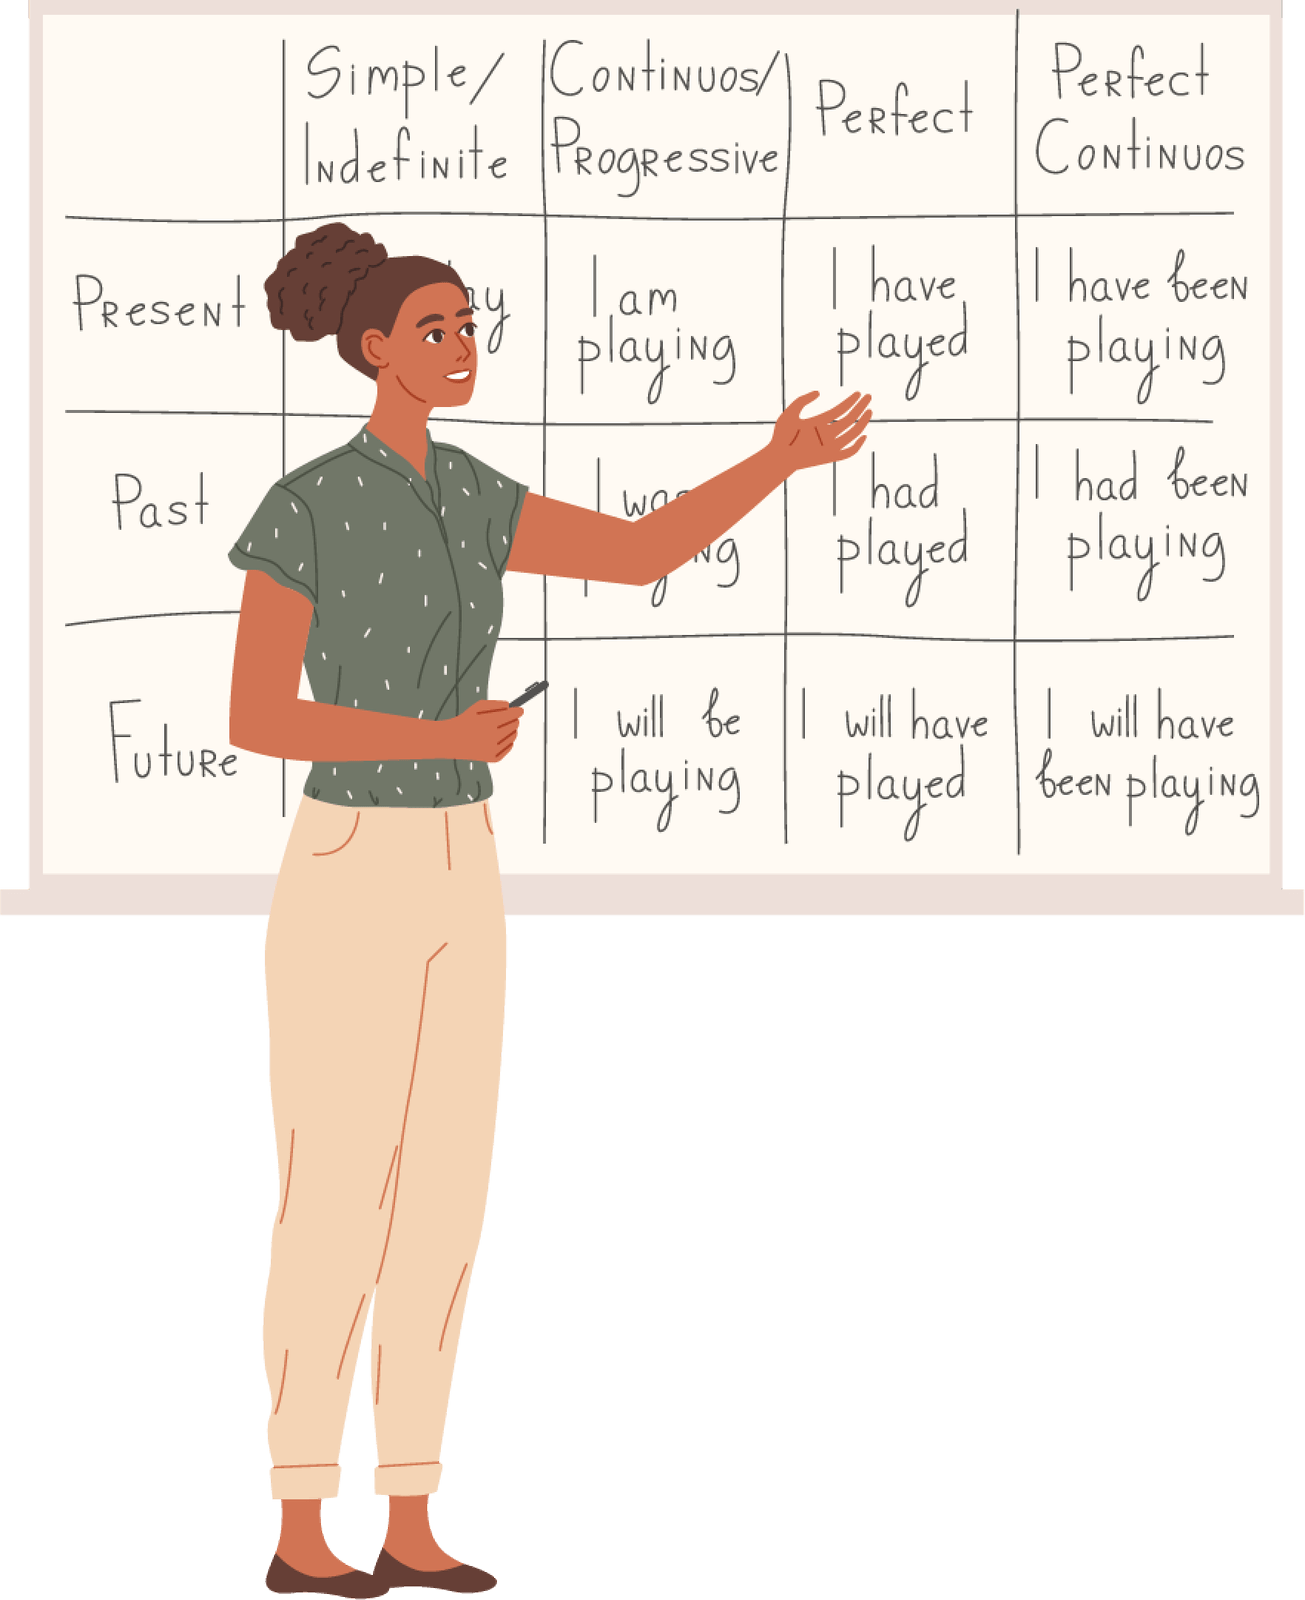 Simple/
Indefinite
Continuos/
Progressive
Perfect
Perfect
Continuos
Present
I am
playing
I have
played
I have been
playing
Past
I
I had
played
I had been
playing
Future
I will be
playing
I will have
played
I will have
been playing